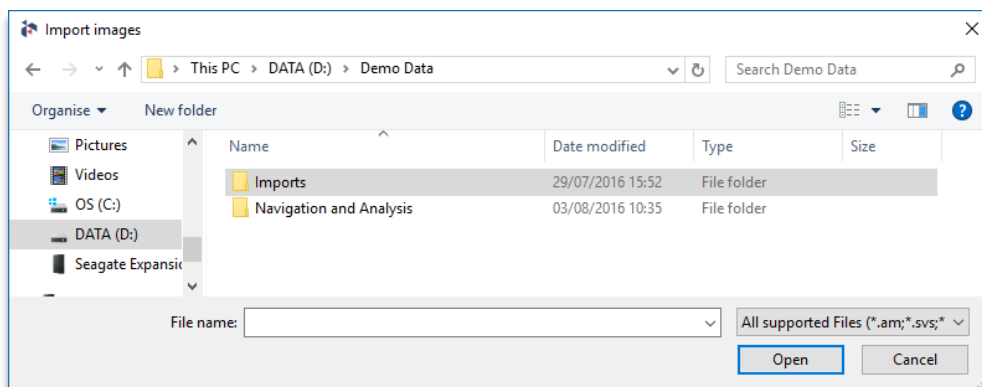 Import images
This PC > DATA (D:) > Demo Data
Search Demo Data
Organise
New folder
Name Date modified Type Size
Pictures
Videos
OS (C:)
DATA (D:)
Seagate Expansi
Imports 29/07/2016 15:52 File folder
Navigation and Analysis 03/08/2016 10:35 File folder
File name:
All supported Files (*.am;*.svs;*
Open Cancel